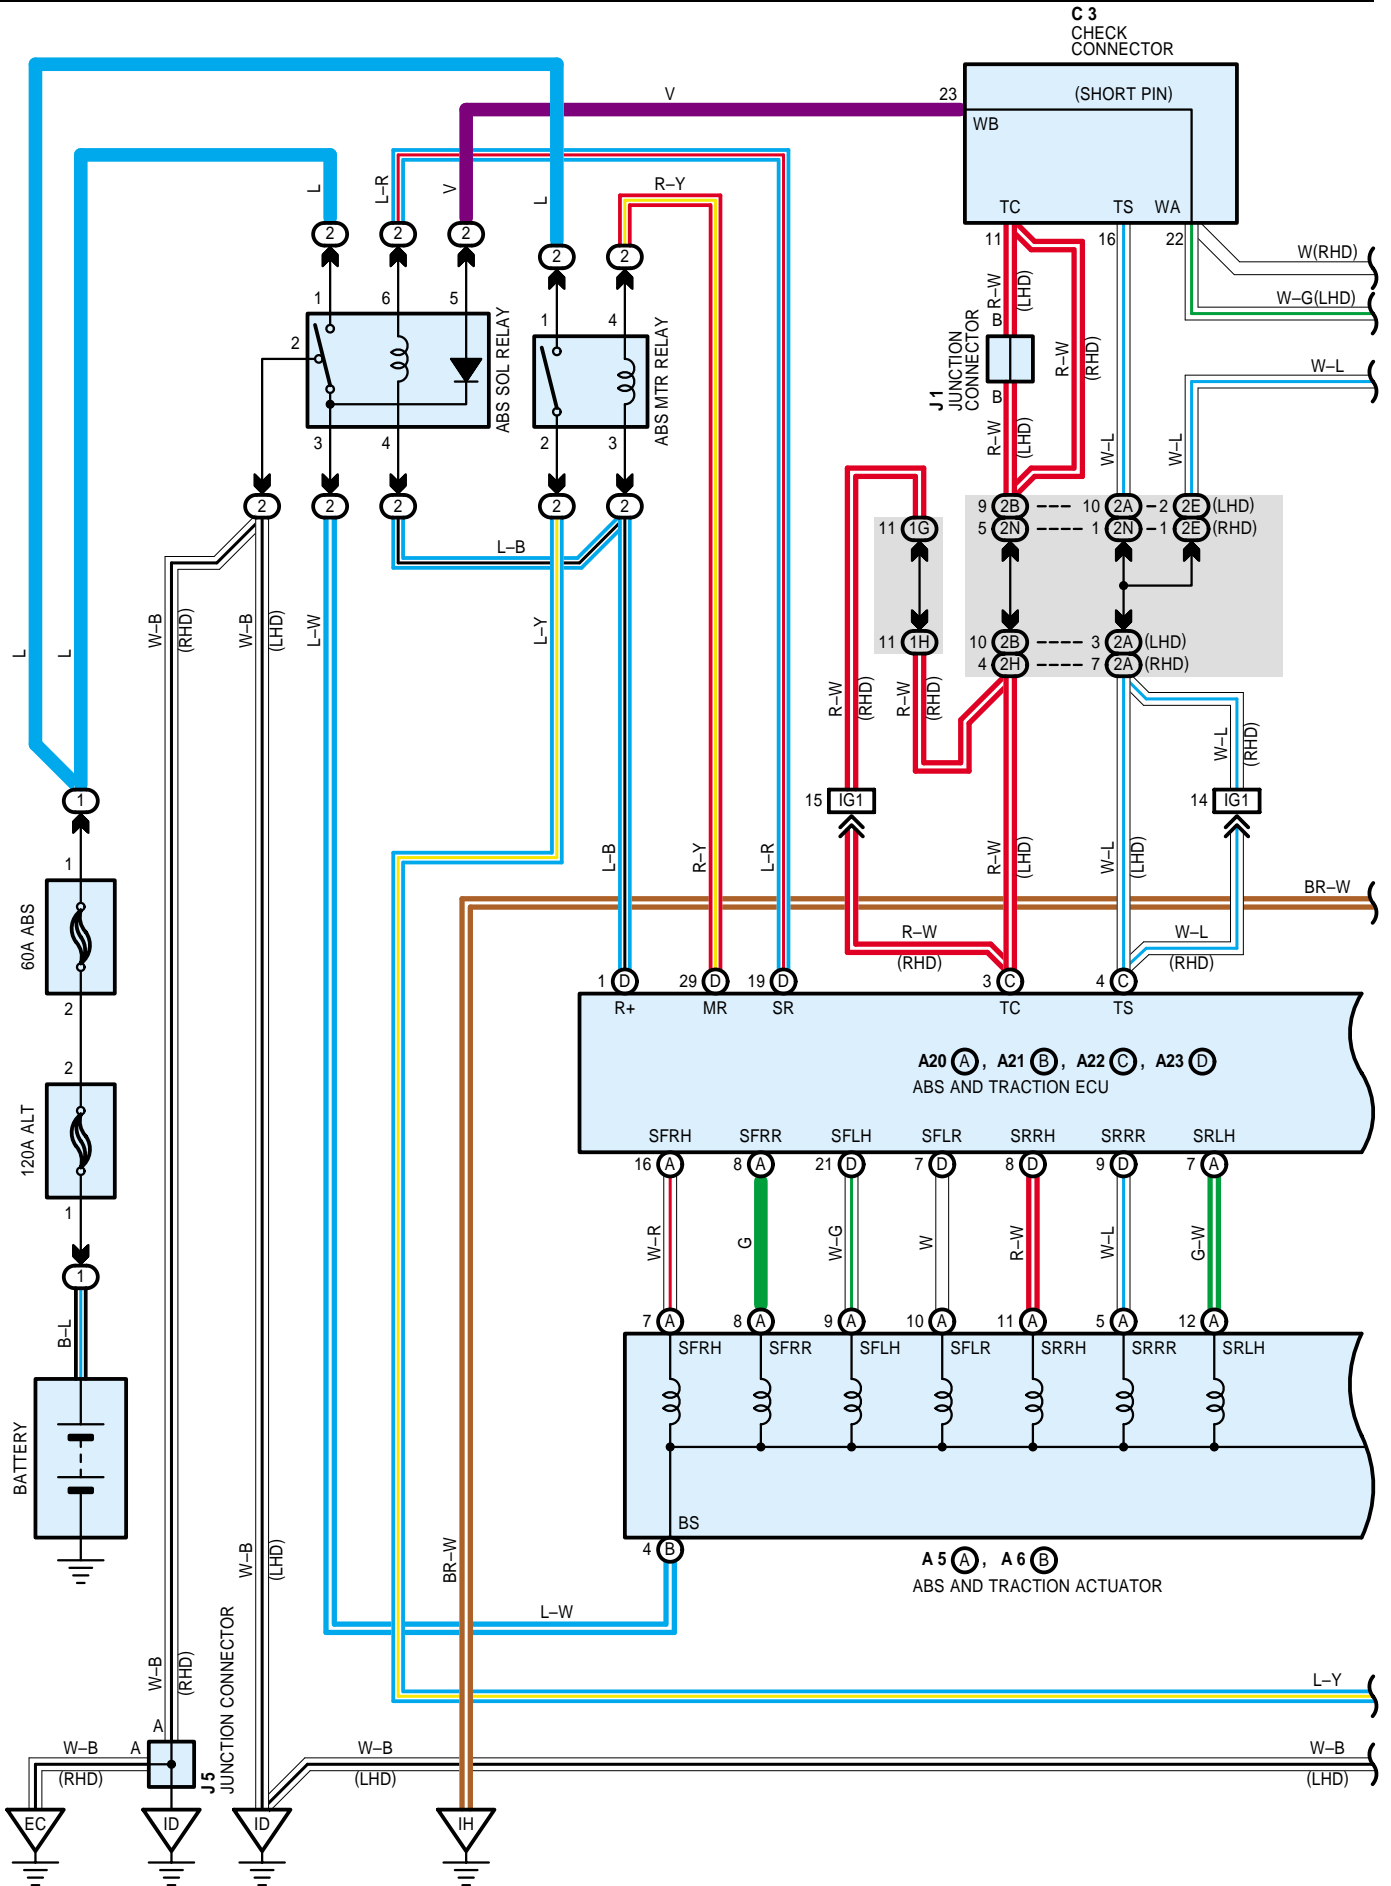 C 3
CHECK
CONNECTOR
V
23
(SHORT PIN)
WB
L
L–R
V
L
R–Y
TC
TS
WA
2
2
2
11
16
22
W(RHD)
2
2
W–G(LHD)
R–W
(LHD)
1
6
5
1
4
B
2
ABS SOL RELAY
ABS MTR RELAY
J 1
JUNCTION
CONNECTOR
R–W
(RHD)
W–L
B
3
4
2
3
R–W
(LHD)
W–L
W–L
2
2
2
2
2
9
2B
10
2A
2
2E
(LHD)
11
1G
5
2N
1
2N
1
2E
(RHD)
L–B
L
L
W–B
(RHD)
W–B
(LHD)
L–W
L–Y
11
1H
10
2B
3
2A
(LHD)
4
2H
7
2A
(RHD)
R–W
(RHD)
R–W
(RHD)
W–L
(RHD)
1
15
IG1
14
IG1
1
L–B
R–Y
L–R
R–W
(LHD)
W–L
(LHD)
BR–W
60A ABS
R–W
(RHD)
W–L
(RHD)
2
1
D
29
D
19
D
3
C
4
C
R+
MR
SR
TC
TS
2
A20
A
,
A21
B
,
A22
C
,
A23
D
ABS AND TRACTION ECU
120A ALT
SFRH
SFRR
SFLH
SFLR
SRRH
SRRR
SRLH
16
A
8
A
21
D
7
D
8
D
9
D
7
A
1
W–R
G
W–G
W
R–W
W–L
G–W
1
B–L
7
A
8
A
9
A
10
A
11
A
5
A
12
A
SFRH
SFRR
SFLH
SFLR
SRRH
SRRR
SRLH
BATTERY
BS
4
B
W–B
(LHD)
BR–W
A 5
A
,
A 6
B
ABS AND TRACTION ACTUATOR
L–W
W–B
(RHD)
J 5
JUNCTION CONNECTOR
L–Y
A
W–B
(RHD)
A
W–B
(LHD)
W–B
(LHD)
EC
ID
ID
IH